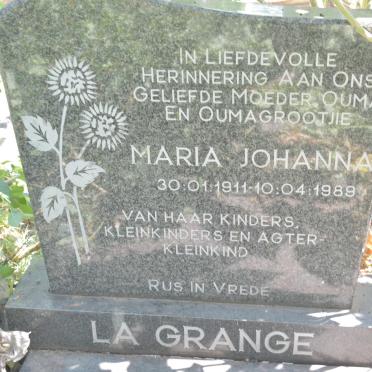 IN LIEFDEVOLLE
HERINNERING AAN ONS
GELIEFDE MOEDER OUMA
EN OUMAGROOTJIE
MARIA JOHANNA
30.01.1911-10.04.1989
VAN HAAR KINDERS,
KLEINKINDERS EN AGTER-
KLEINKIND
RUS IN VREDE
LA GRANGE